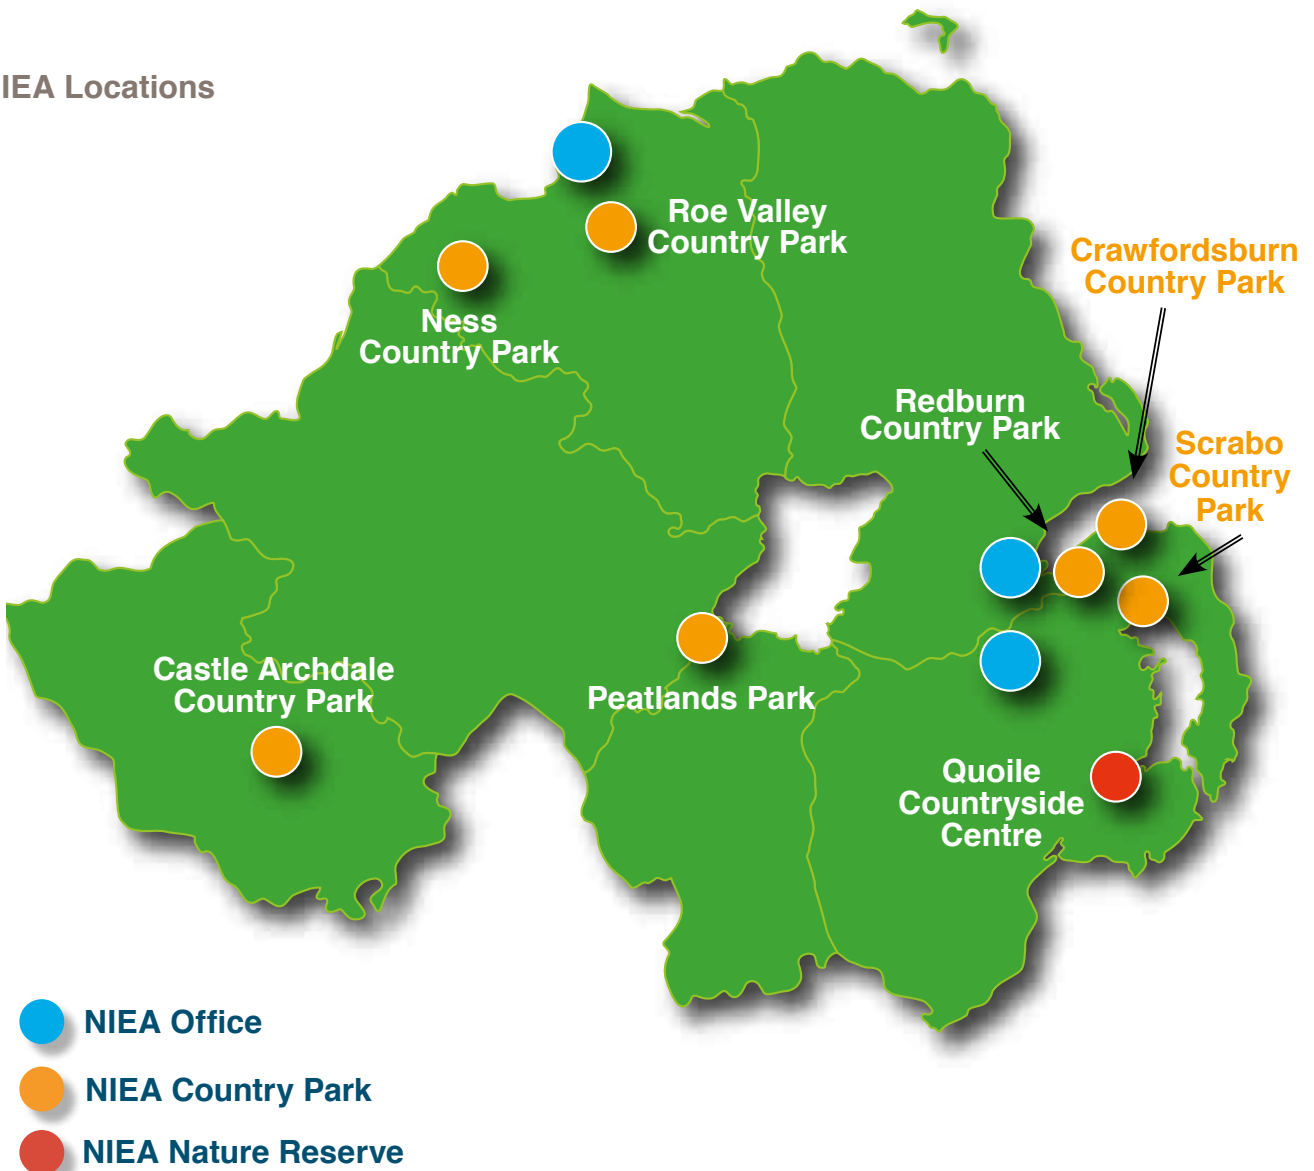 IEA Locations
Roe Valley
Country Park
Crawfordsburn
Country Park
Ness
Country Park
Redburn
Country Park
Scrabo
Country
Park
Castle Archdale
Country Park
Peatlands Park
Quoile
Countryside
Centre
NIEA Office
NIEA Country Park
NIEA Nature Reserve